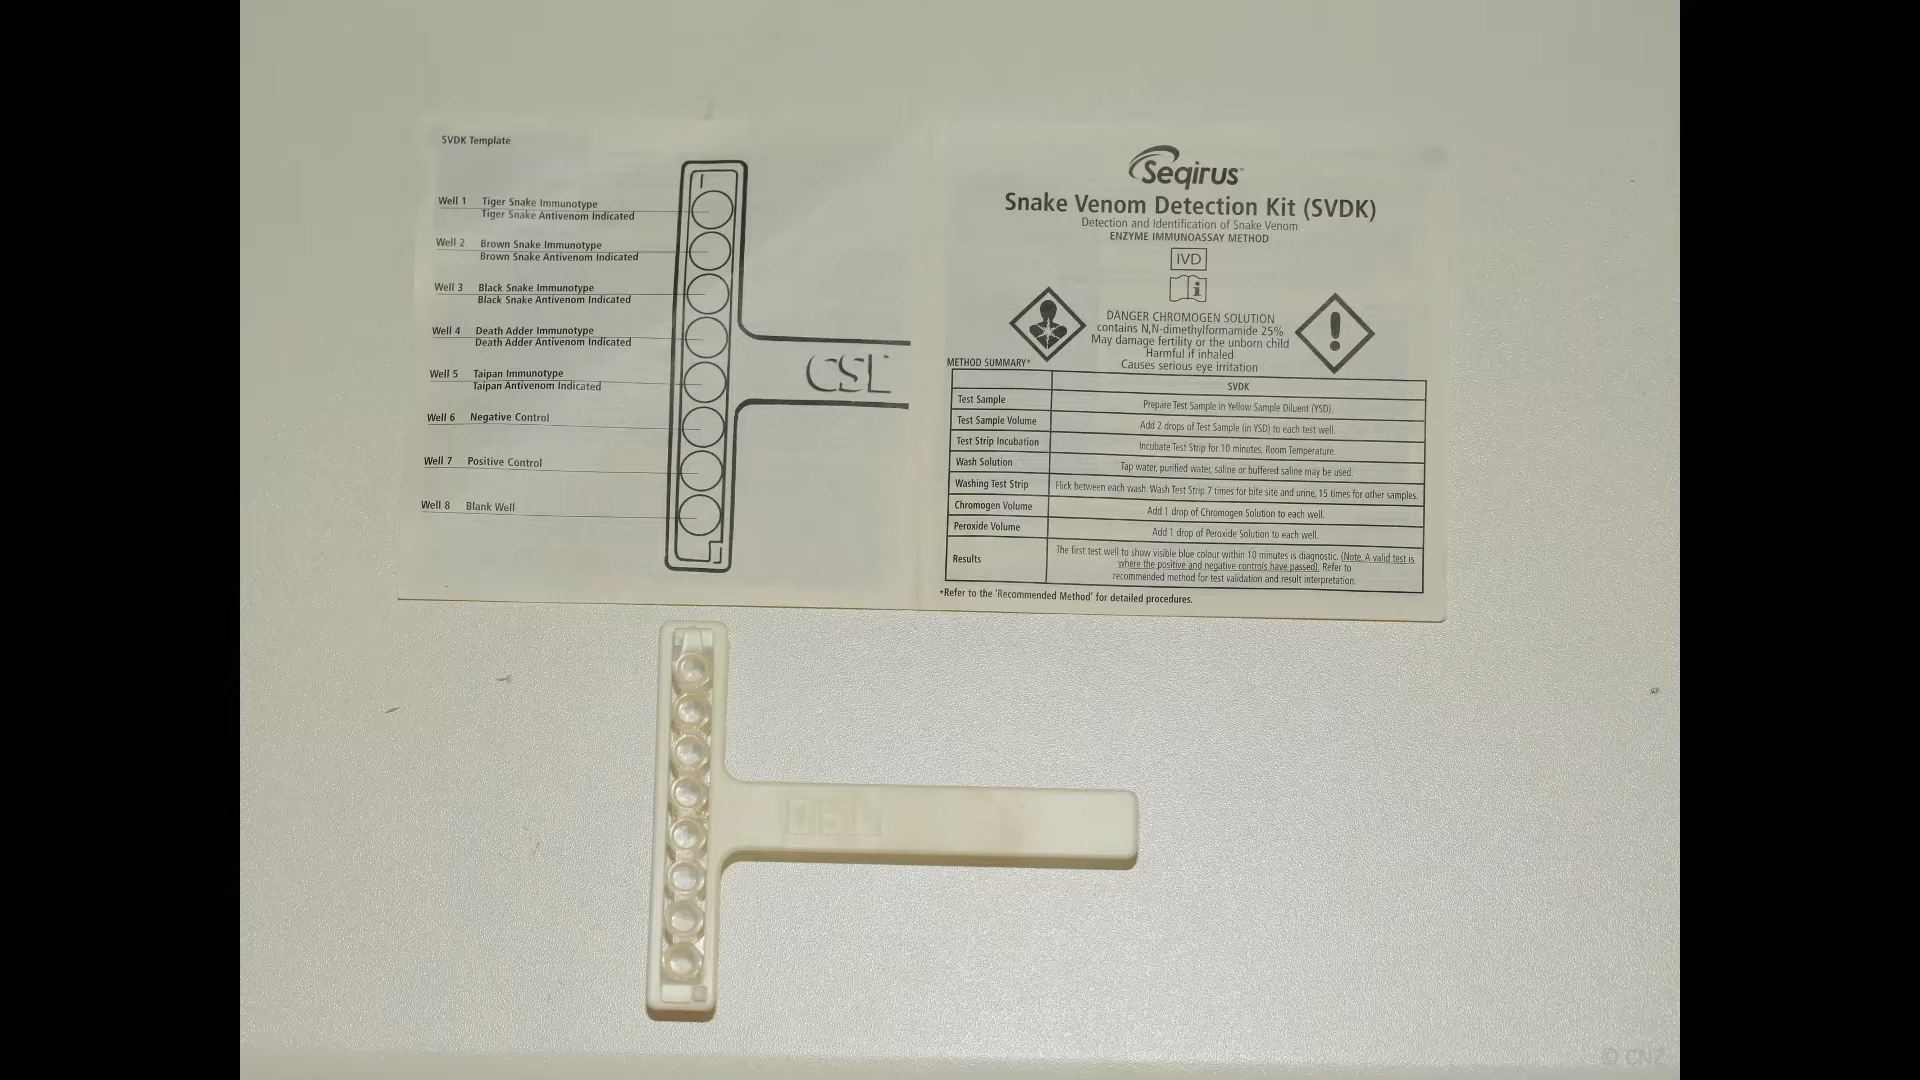 SVDK Template
Well 1 Tiger Snake Immunotype
Tiger Snake Antivenom Indicated
Well 2 Brown Snake Immunotype
Brown Snake Antivenom Indicated
Well 3 Black Snake Immunotype
Black Snake Antivenom Indicated
Well 4 Death Adder Immunotype
Death Adder Antivenom Indicated
Well 5 Taipan Immunotype
Taipan Antivenom Indicated
Well 6 Negative Control
Well 7 Positive Control
Well 8 Blank Well
CSL
Seqirus
Snake Venom Detection Kit (SVDK)
Detection and Identification of Snake Venom
ENZYME IMMUNOASSAY METHOD
IVD
i
DANGER CHROMOGEN SOLUTION
contains N,N-dimethylformamide 25%
May damage fertility or the unborn child
Harmful if inhaled
Causes serious eye irritation
METHOD SUMMARY*
SVDK
Test Sample Prepare Test Sample in Yellow Sample Diluent (YSD).
Test Sample Volume Add 2 drops of Test Sample (in YSD) to each test well.
Test Strip Incubation Incubate Test Strip for 10 minutes, Room Temperature.
Wash Solution Tap water, purified water, saline or buffered saline may be used.
Washing Test Strip Flick between each wash. Wash Test Strip 7 times for bite site and urine, 15 times for other samples.
Chromogen Volume Add 1 drop of Chromogen Solution to each well.
Peroxide Volume Add 1 drop of Peroxide Solution to each well.
Results The first test well to show visible blue colour within 10 minutes is diagnostic. (Note. A valid test is
where the positive and negative controls have passed). Refer to
recommended method for test validation and result interpretation.
*Refer to the 'Recommended Method' for detailed procedures.
CSL
© CNZ